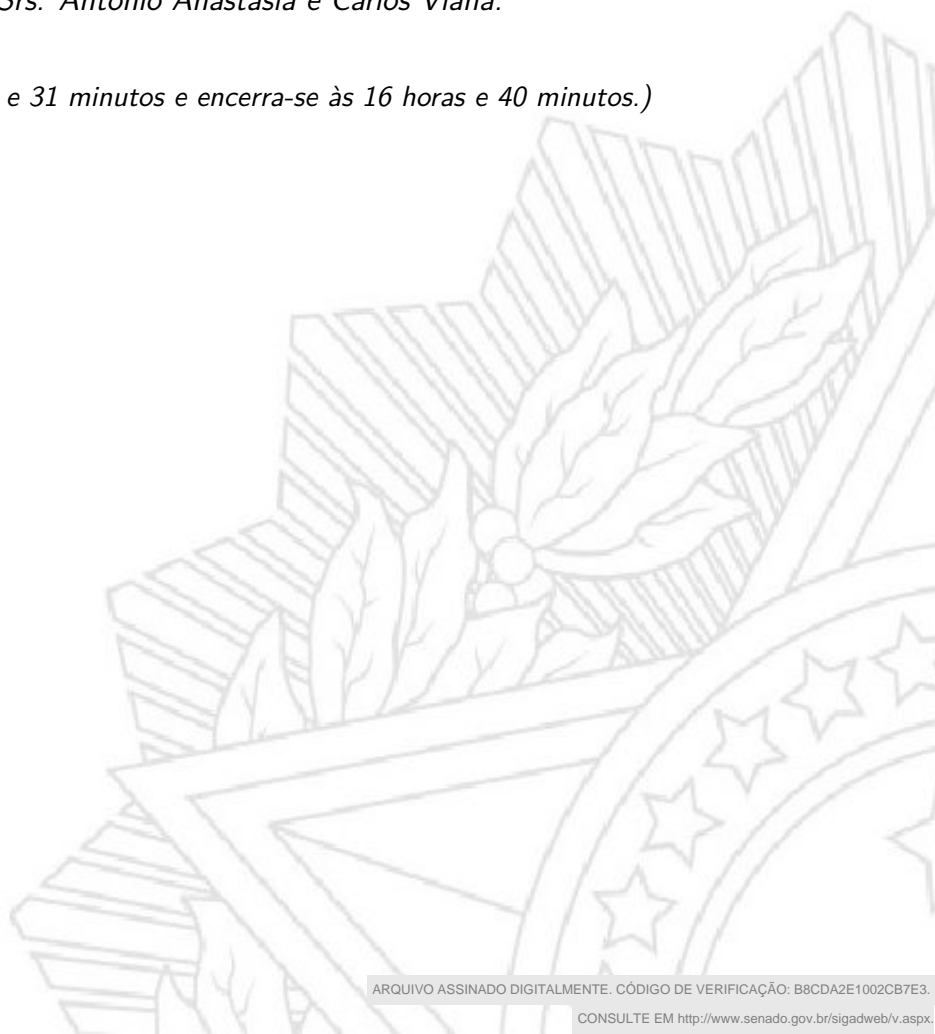 Srs. Antonio Anastasia e Carlos Viana.
e 31 minutos e encerra-se às 16 horas e 40 minutos.)
ARQUIVO ASSINADO DIGITALMENTE. CÓDIGO DE VERIFICAÇÃO: B8CDA2E1002CB7E3.
CONSULTE EM http://www.senado.gov.br/sigadweb/v.aspx.